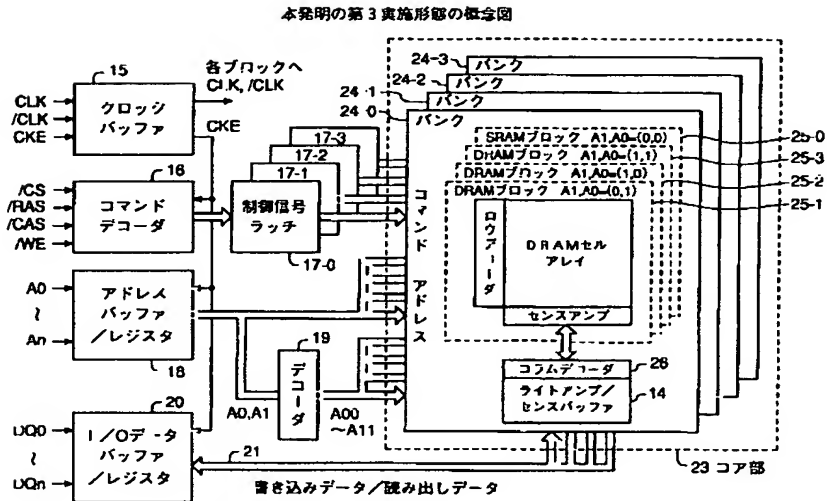 本発明の第3実施形態の概念図
15
CLK
/CLK
CKE
クロッシ
バッファ
各ブロックへ
CLK, /CLK
CKE
16
/CS
/RAS
/CAS
/WE
コマンド
デコーダ
17-3
17-2
17-1
制御信号
ラッチ
17-0
A0
~
An
アドレス
バッファ
/レジスタ
18
19
デコーダ
A0,A1
A00
~A11
20
DQ0
~
DQn
I/Oデータ
バッファ
/レジスタ
21
書き込みデータ/読み出しデータ
24-3
バンク
24-2
バンク
24-1
バンク
24-0
バンク
コマンド
アドレス
SRAMブロック A1,A0=(0,0)
25-0
DRAMブロック A1,A0=(1,1)
25-3
DRAMブロック A1,A0=(1,0)
25-2
DRAMブロック A1,A0=(0,1)
25-1
ロウアーダ
DRAMセル
アレイ
センスアンプ
コラムデコーダ
26
ライトアンプ/
センスバッファ
14
23 コア部